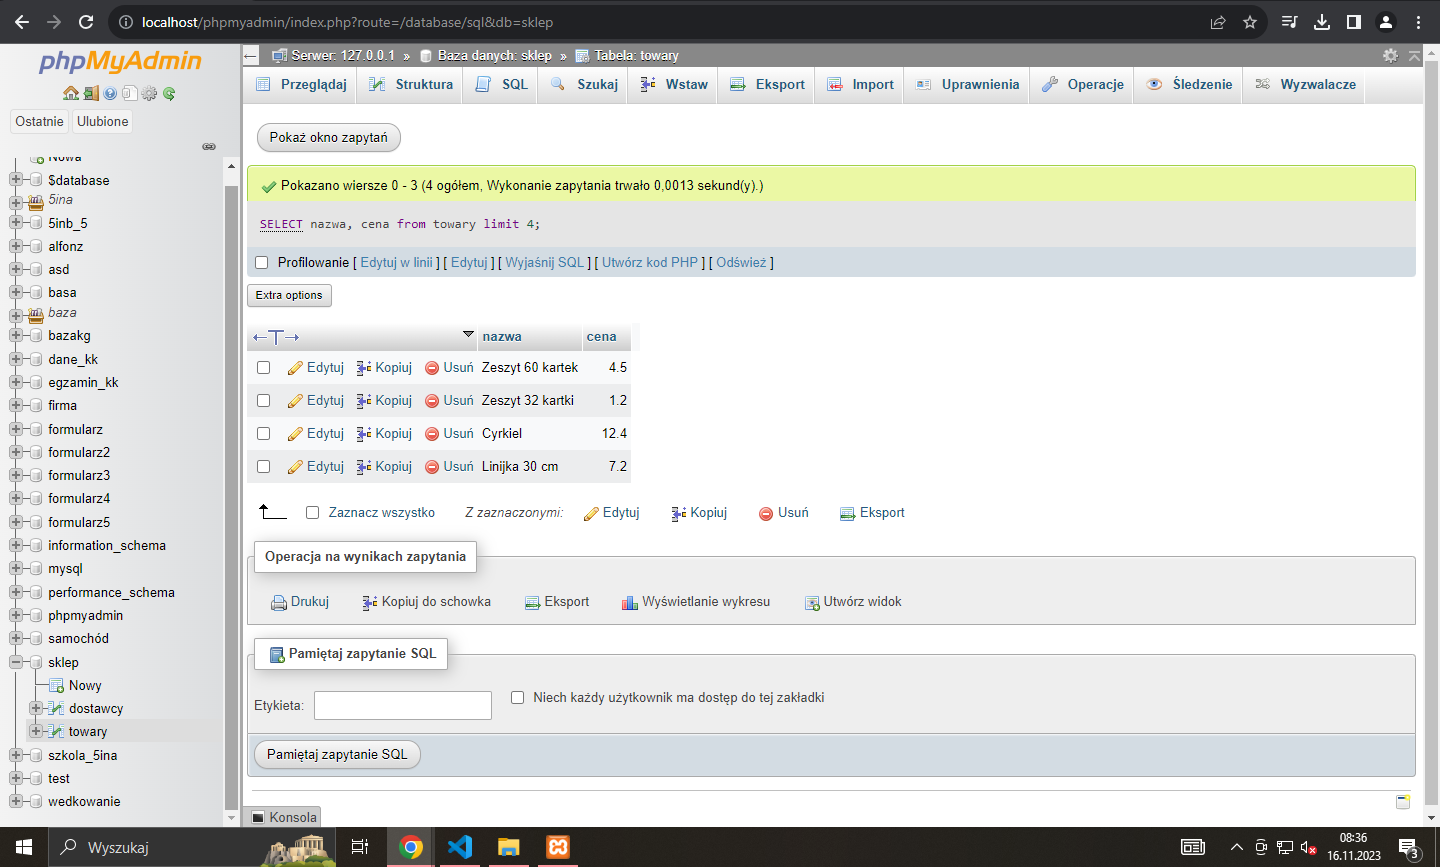 localhost/phpmyadmin/index.php?route=/database/sql&db=sklep
phpMyAdmin
Ostatnie Ulubione
Nowa
$database
5ina
5inb_5
alfonz
asd
basa
baza
bazakg
dane_kk
egzamin_kk
firma
formularz
formularz2
formularz3
formularz4
formularz5
information_schema
mysql
performance_schema
phpmyadmin
samochód
sklep
Nowy
dostawcy
towary
szkola_5ina
test
wedkowanie
Serwer: 127.0.0.1 » Baza danych: sklep » Tabela: towary
Przeglądaj Struktura SQL Szukaj Wstaw Eksport Import Uprawnienia Operacje Śledzenie Wyzwalacze
Pokaż okno zapytań
Pokazano wiersze 0 - 3 (4 ogółem, Wykonanie zapytania trwało 0,0013 sekund(y).)
SELECT nazwa, cena from towary limit 4;
Profilowanie [ Edytuj w linii ] [ Edytuj ] [ Wyjaśnij SQL ] [ Utwórz kod PHP ] [ Odśwież ]
Extra options
←T→ nazwa cena
Edytuj Kopiuj Usuń Zeszyt 60 kartek 4.5
Edytuj Kopiuj Usuń Zeszyt 32 kartki 1.2
Edytuj Kopiuj Usuń Cyrkiel 12.4
Edytuj Kopiuj Usuń Linijka 30 cm 7.2
Zaznacz wszystko Z zaznaczonymi: Edytuj Kopiuj Usuń Eksport
Operacja na wynikach zapytania
Drukuj Kopiuj do schowka Eksport Wyświetlanie wykresu Utwórz widok
Pamiętaj zapytanie SQL
Etykieta: Niech każdy użytkownik ma dostęp do tej zakładki
Pamiętaj zapytanie SQL
Konsola
Wyszukaj
08:36
16.11.2023
3